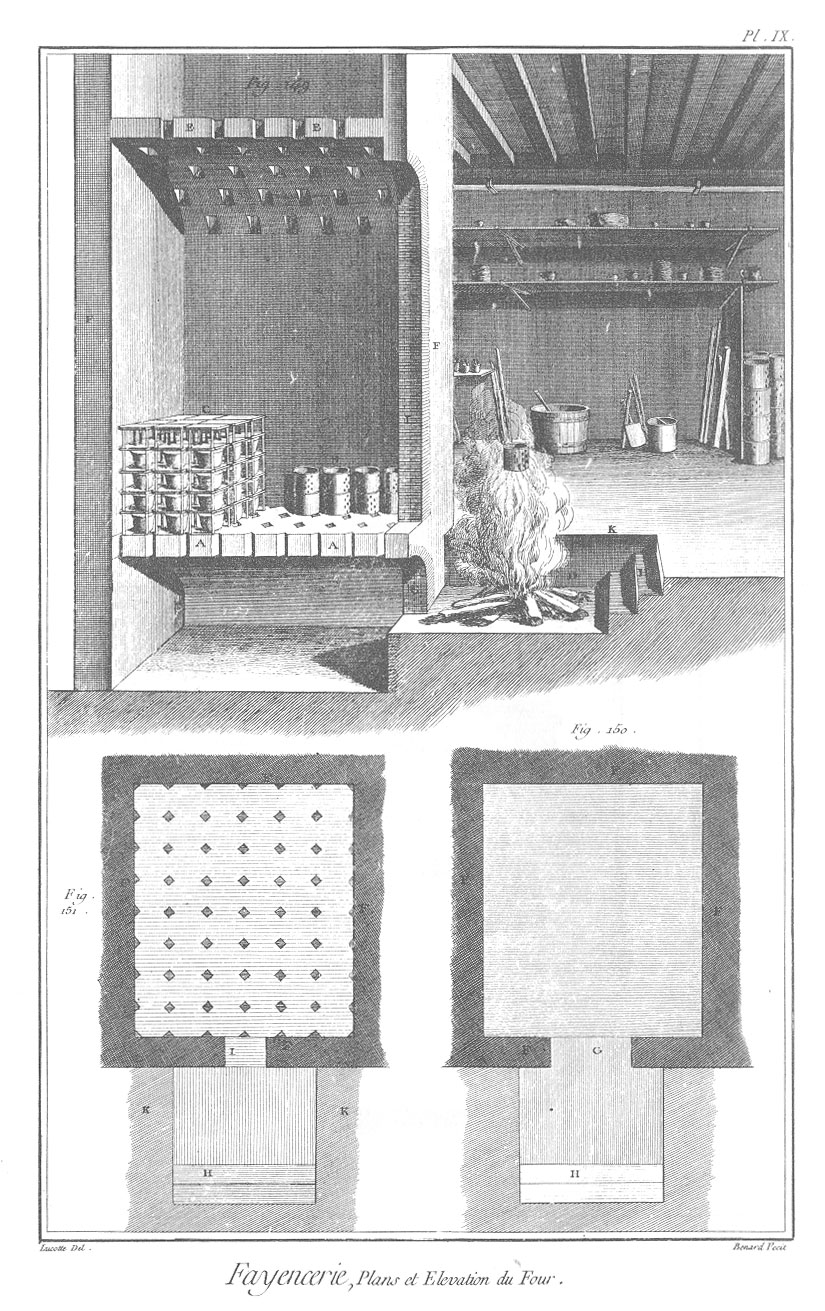 Pl. IX.
Fig. 149
E E
F
F
C
I
A A
G
K
D
Fig. 150.
F
F
F
F G
H
Fig.
151.
F
I
K K
H
Lucotte Del.
Benard Fecit
Fayencerie, Plans et Elevation du Four.